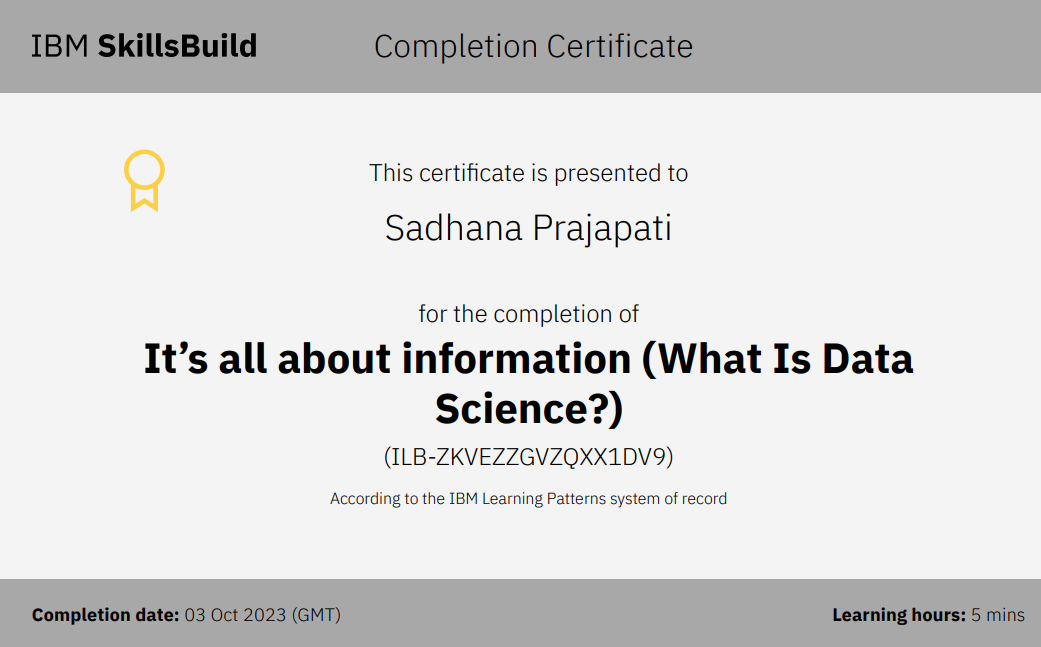 IBM SkillsBuild
Completion Certificate
This certificate is presented to
Sadhana Prajapati
for the completion of
It’s all about information (What Is Data
Science?)
(ILB-ZKVEZZGVZQXX1DV9)
According to the IBM Learning Patterns system of record
Completion date: 03 Oct 2023 (GMT)
Learning hours: 5 mins